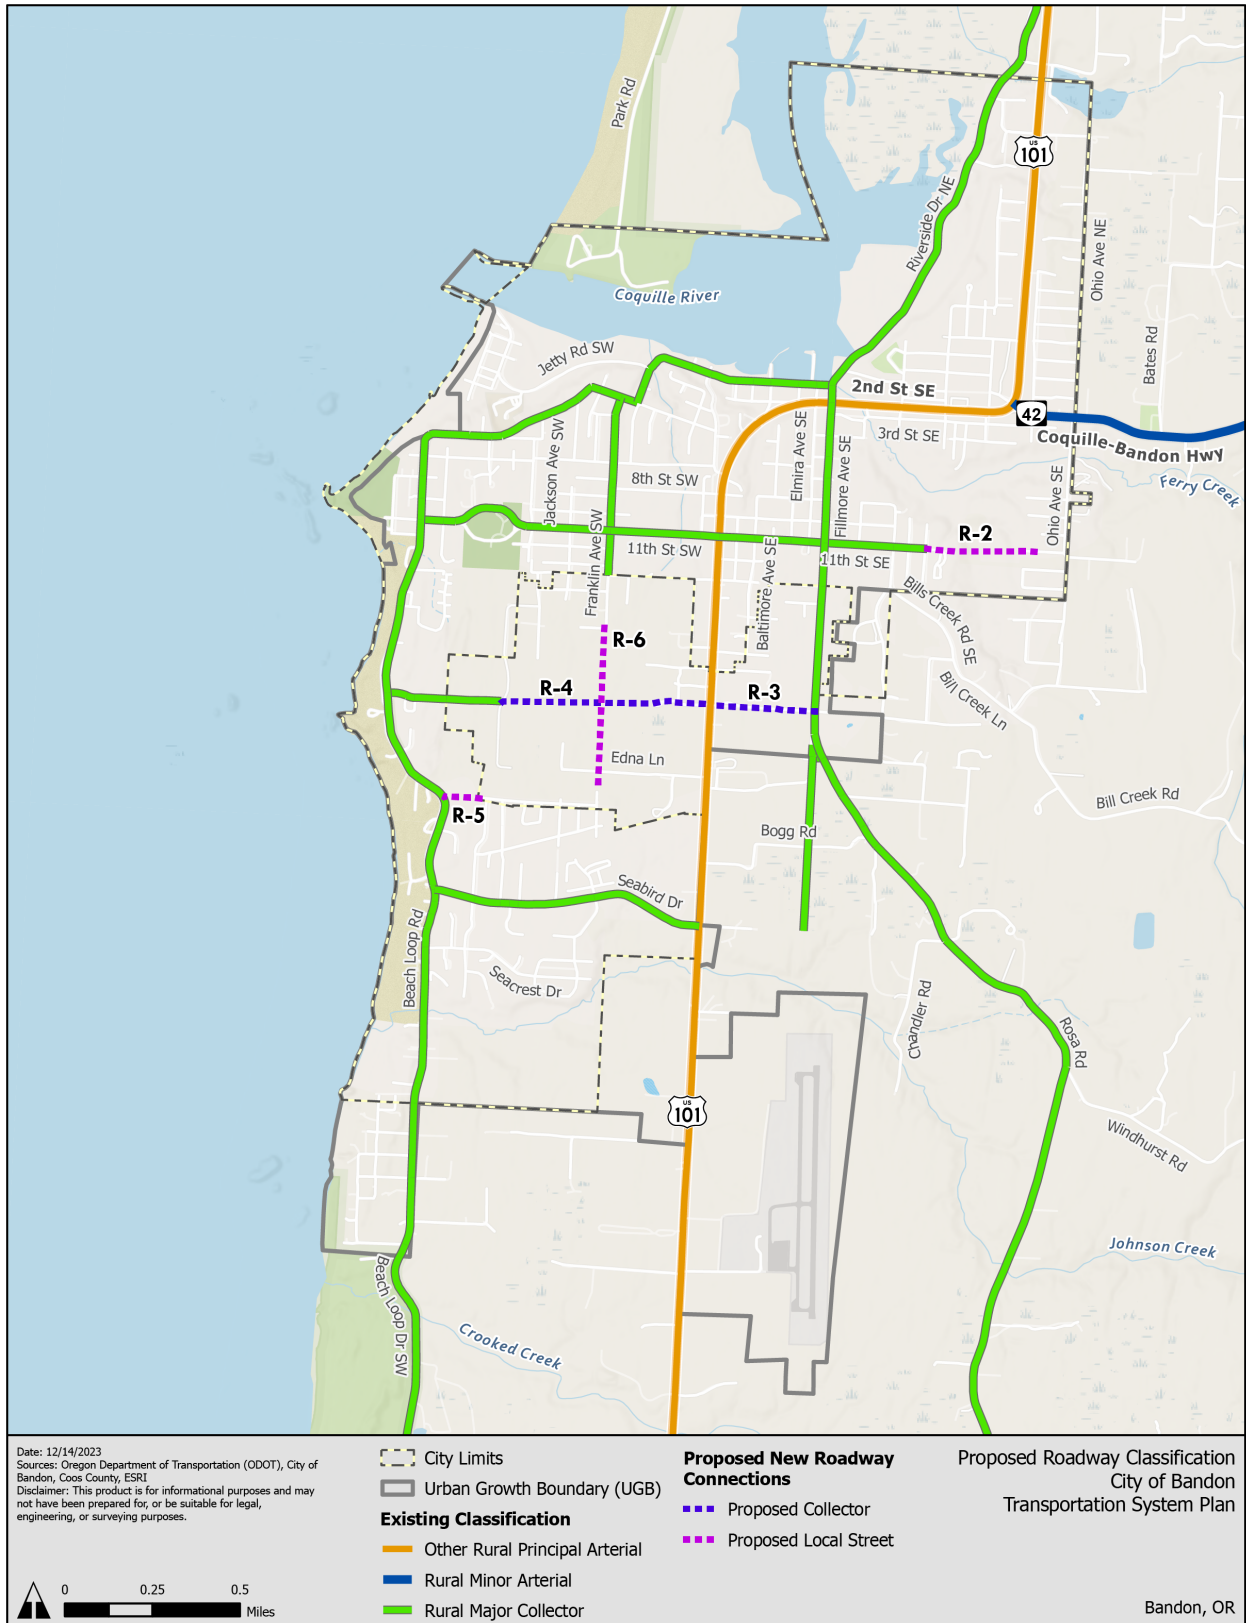 Park Rd
US
101
Riverside Dr NE
Ohio Ave NE
Coquille River
Bates Rd
Jetty Rd SW
2nd St SE
42
3rd St SE
Coquille-Bandon Hwy
Elmira Ave SE
Fillmore Ave SE
Jackson Ave SW
8th St SW
Ferry Creek
Ohio Ave SE
Franklin Ave SW
11th St SW
Baltimore Ave SE
11th St SE
R-2
Bills Creek Rd SE
R-6
R-4
R-3
Bill Creek Ln
Edna Ln
R-5
Bill Creek Rd
Bogg Rd
Seabird Dr
Beach Loop Rd
Seacrest Dr
Chandler Rd
Rosa Rd
US
101
Windhurst Rd
Johnson Creek
Beach Loop Dr SW
Crooked Creek
Date: 12/14/2023
Sources: Oregon Department of Transportation (ODOT), City of
Bandon, Coos County, ESRI
Disclaimer: This product is for informational purposes and may
not have been prepared for, or be suitable for legal,
engineering, or surveying purposes.
0 0.25 0.5
Miles
City Limits
Urban Growth Boundary (UGB)
Existing Classification
Other Rural Principal Arterial
Rural Minor Arterial
Rural Major Collector
Proposed New Roadway
Connections
Proposed Collector
Proposed Local Street
Proposed Roadway Classification
City of Bandon
Transportation System Plan
Bandon, OR